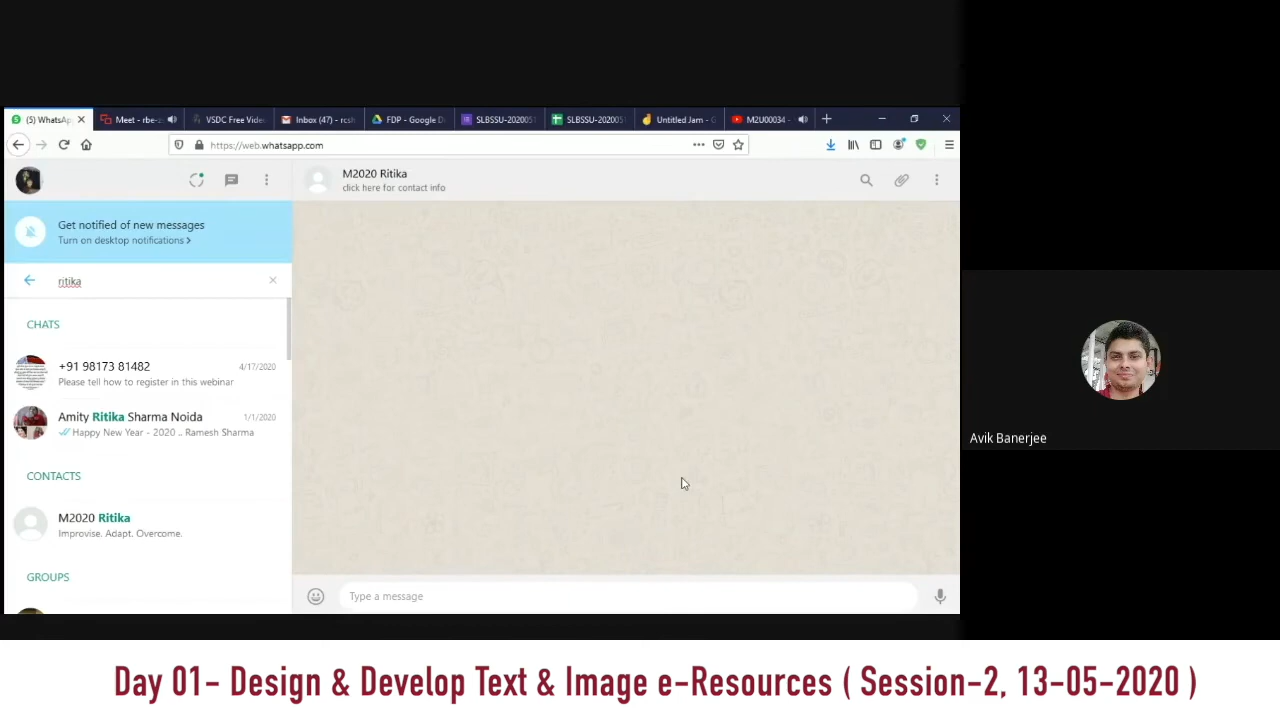 (5) WhatsApp
Meet - rbe-z
VSDC Free Vide
Inbox (47) - rcsh
FDP - Google D
SLBSSU-202005
SLBSSU-202005
Untitled Jam - G
M2U00034 -
https://web.whatsapp.com
M2020 Ritika
click here for contact info
Get notified of new messages
Turn on desktop notifications >
ritika
CHATS
+91 98173 81482
4/17/2020
Please tell how to register in this webinar
Amity Ritika Sharma Noida
1/1/2020
Happy New Year - 2020 .. Ramesh Sharma
CONTACTS
M2020 Ritika
Improvise. Adapt. Overcome.
GROUPS
Type a message
Avik Banerjee
Day 01- Design & Develop Text & Image e-Resources ( Session-2, 13-05-2020 )